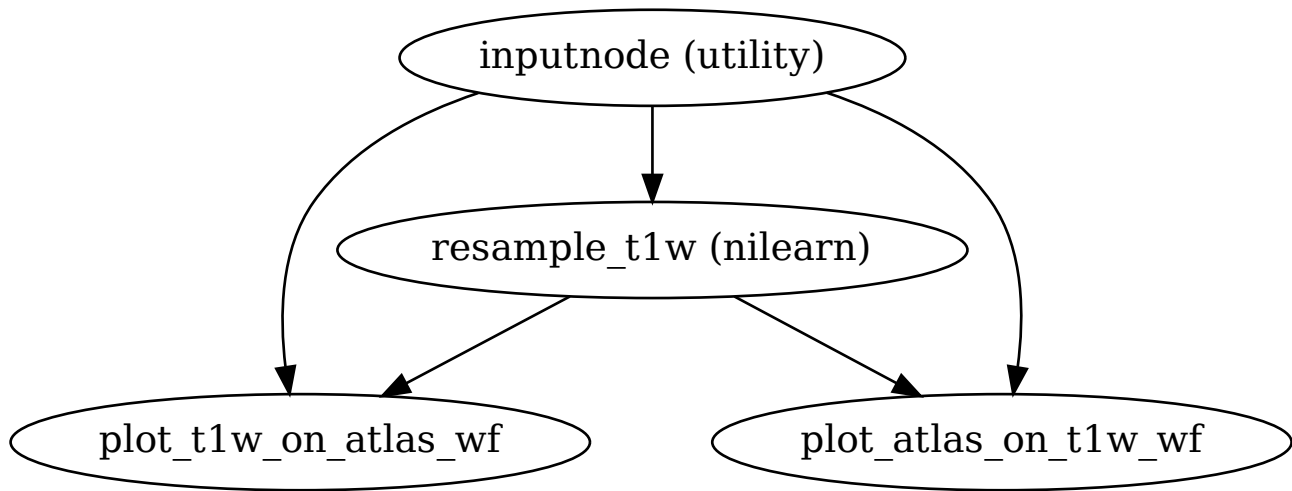 inputnode (utility)
resample_t1w (nilearn)
plot_t1w_on_atlas_wf
plot_atlas_on_t1w_wf